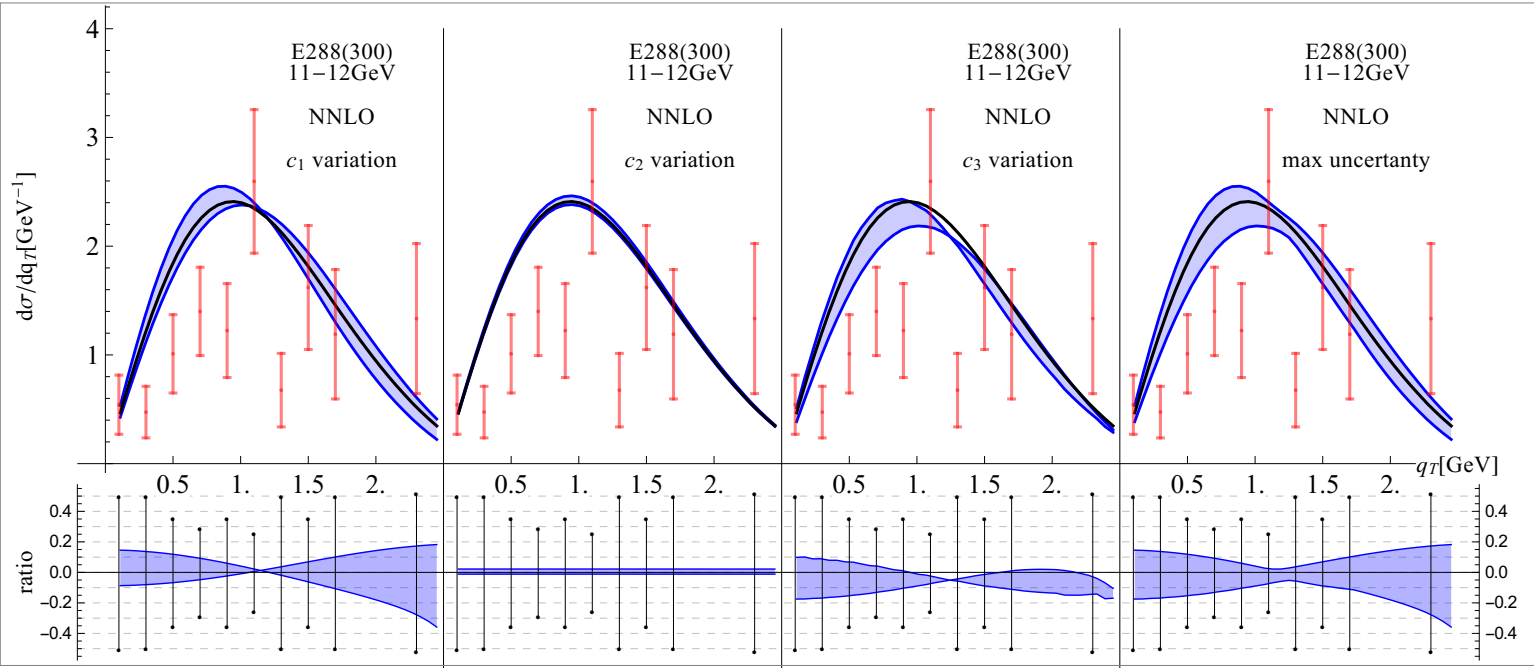 4
3
2
1
dσ/dqT[GeV⁻¹]
E288(300)
11−12GeV
NNLO
c₁ variation
E288(300)
11−12GeV
NNLO
c₂ variation
E288(300)
11−12GeV
NNLO
c₃ variation
E288(300)
11−12GeV
NNLO
max uncertanty
qT[GeV]
0.5 1. 1.5 2.
0.5 1. 1.5 2.
0.5 1. 1.5 2.
0.5 1. 1.5 2.
ratio
0.4
0.2
0.0
−0.2
−0.4
0.4
0.2
0.0
−0.2
−0.4